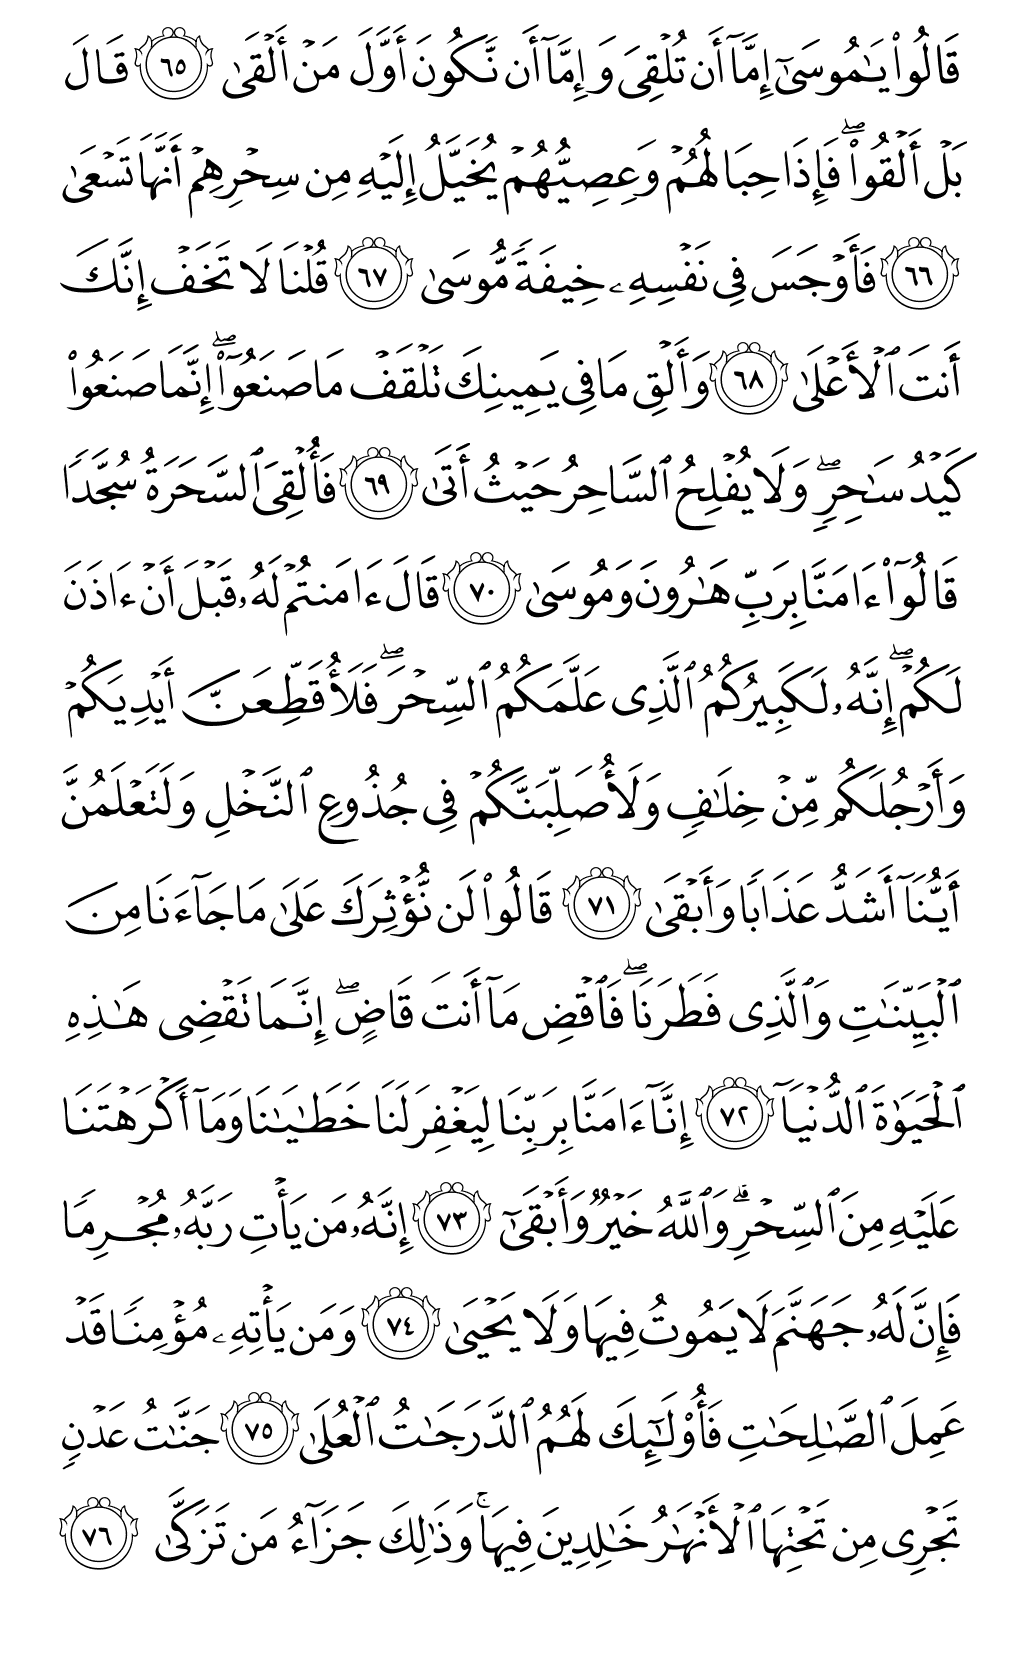 قَالُوا۟ يَـٰمُوسَىٰٓ إِمَّآ أَن تُلْقِىَ وَإِمَّآ أَن نَّكُونَ أَوَّلَ مَنْ أَلْقَىٰ ٦٥ قَالَ
بَلْ أَلْقُوا۟ ۖ فَإِذَا حِبَالُهُمْ وَعِصِيُّهُمْ يُخَيَّلُ إِلَيْهِ مِن سِحْرِهِمْ أَنَّهَا تَسْعَىٰ
٦٦ فَأَوْجَسَ فِى نَفْسِهِۦ خِيفَةً مُّوسَىٰ ٦٧ قُلْنَا لَا تَخَفْ إِنَّكَ
أَنتَ ٱلْأَعْلَىٰ ٦٨ وَأَلْقِ مَا فِى يَمِينِكَ تَلْقَفْ مَا صَنَعُوٓا۟ ۖ إِنَّمَا صَنَعُوا۟
كَيْدُ سَـٰحِرٍ ۖ وَلَا يُفْلِحُ ٱلسَّاحِرُ حَيْثُ أَتَىٰ ٦٩ فَأُلْقِىَ ٱلسَّحَرَةُ سُجَّدًا
قَالُوٓا۟ ءَامَنَّا بِرَبِّ هَـٰرُونَ وَمُوسَىٰ ٧٠ قَالَ ءَامَنتُمْ لَهُۥ قَبْلَ أَنْ ءَاذَنَ
لَكُمْ ۖ إِنَّهُۥ لَكَبِيرُكُمُ ٱلَّذِى عَلَّمَكُمُ ٱلسِّحْرَ ۖ فَلَأُقَطِّعَنَّ أَيْدِيَكُمْ
وَأَرْجُلَكُم مِّنْ خِلَـٰفٍ وَلَأُصَلِّبَنَّكُمْ فِى جُذُوعِ ٱلنَّخْلِ وَلَتَعْلَمُنَّ
أَيُّنَآ أَشَدُّ عَذَابًا وَأَبْقَىٰ ٧١ قَالُوا۟ لَن نُّؤْثِرَكَ عَلَىٰ مَا جَآءَنَا مِنَ
ٱلْبَيِّنَـٰتِ وَٱلَّذِى فَطَرَنَا ۖ فَٱقْضِ مَآ أَنتَ قَاضٍ ۖ إِنَّمَا تَقْضِى هَـٰذِهِ
ٱلْحَيَوٰةَ ٱلدُّنْيَآ ٧٢ إِنَّآ ءَامَنَّا بِرَبِّنَا لِيَغْفِرَ لَنَا خَطَـٰيَـٰنَا وَمَآ أَكْرَهْتَنَا
عَلَيْهِ مِنَ ٱلسِّحْرِ ۗ وَٱللَّهُ خَيْرٌ وَأَبْقَىٰٓ ٧٣ إِنَّهُۥ مَن يَأْتِ رَبَّهُۥ مُجْرِمًا
فَإِنَّ لَهُۥ جَهَنَّمَ لَا يَمُوتُ فِيهَا وَلَا يَحْيَىٰ ٧٤ وَمَن يَأْتِهِۦ مُؤْمِنًا قَدْ
عَمِلَ ٱلصَّـٰلِحَـٰتِ فَأُو۟لَـٰٓئِكَ لَهُمُ ٱلدَّرَجَـٰتُ ٱلْعُلَىٰ ٧٥ جَنَّـٰتُ عَدْنٍ
تَجْرِى مِن تَحْتِهَا ٱلْأَنْهَـٰرُ خَـٰلِدِينَ فِيهَا ۚ وَذَٰلِكَ جَزَآءُ مَن تَزَكَّىٰ ٧٦